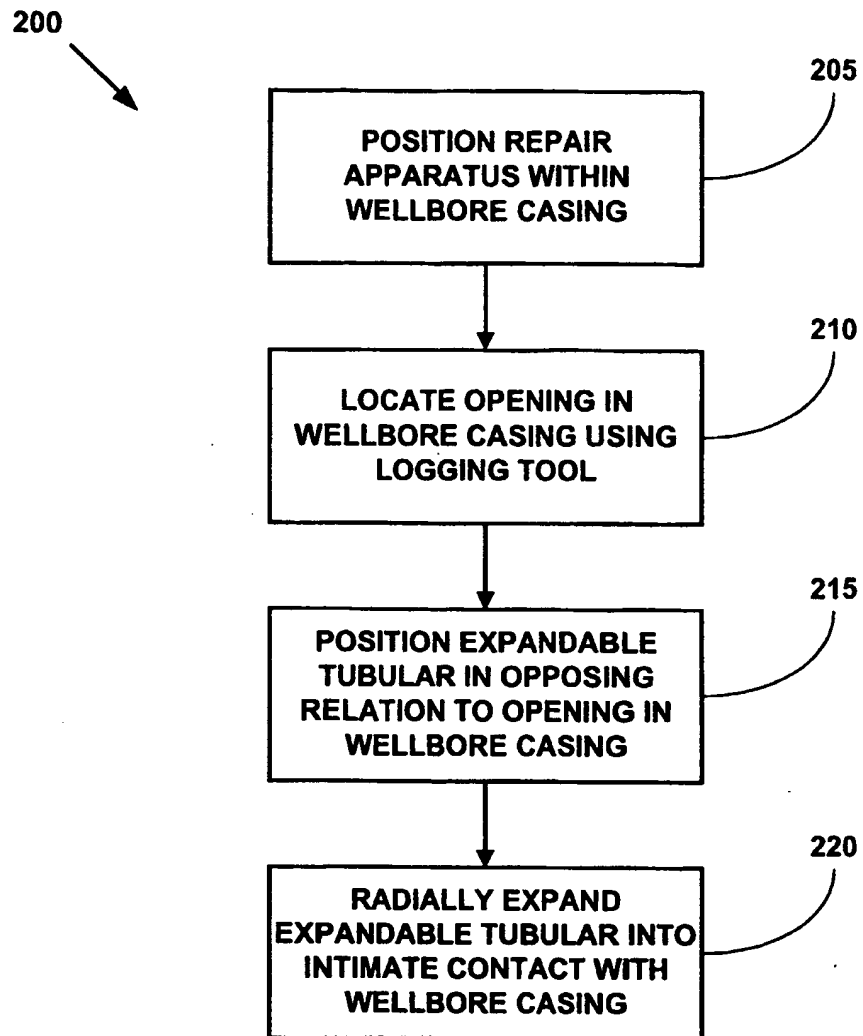 200
205
POSITION REPAIR
APPARATUS WITHIN
WELLBORE CASING
210
LOCATE OPENING IN
WELLBORE CASING USING
LOGGING TOOL
215
POSITION EXPANDABLE
TUBULAR IN OPPOSING
RELATION TO OPENING IN
WELLBORE CASING
220
RADIALLY EXPAND
EXPANDABLE TUBULAR INTO
INTIMATE CONTACT WITH
WELLBORE CASING